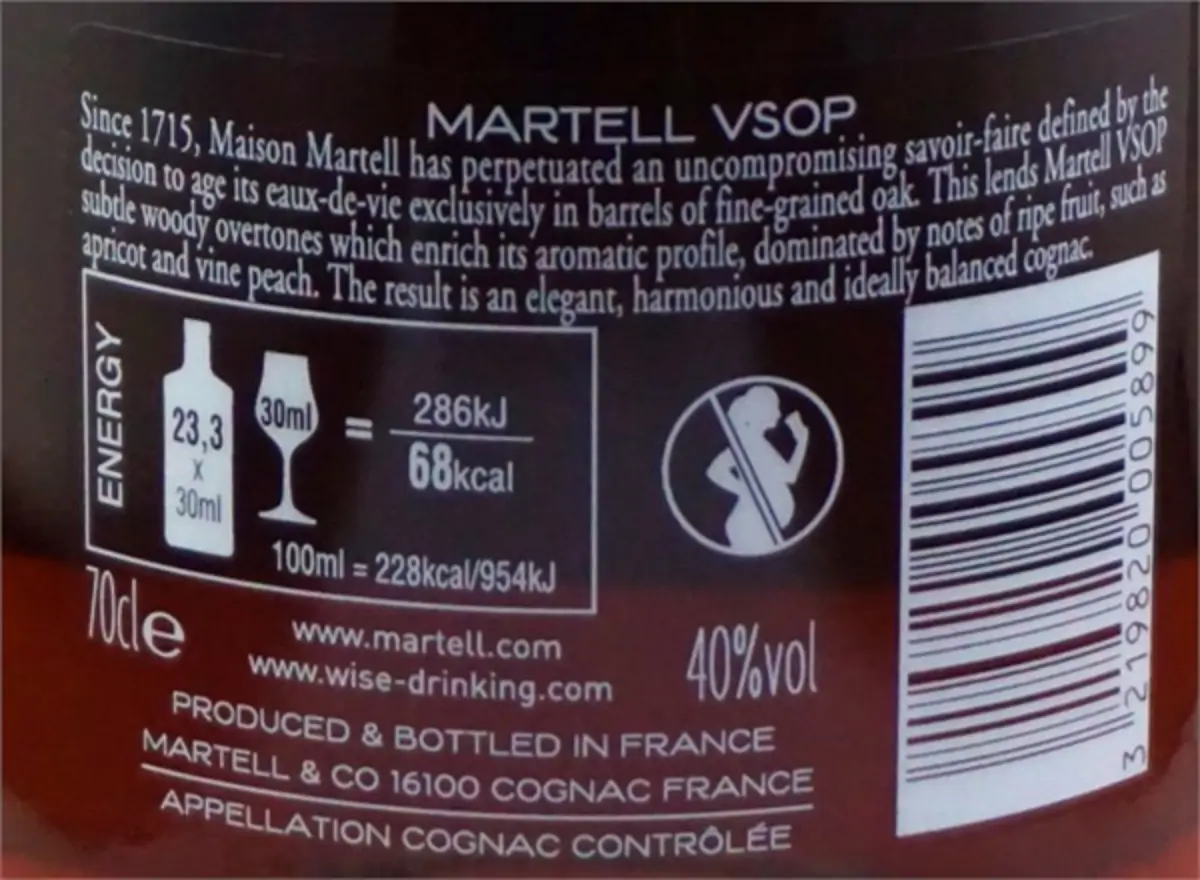 MARTELL VSOP
Since 1715, Maison Martell has perpetuated an uncompromising savoir-faire defined by the
decision to age its eaux-de-vie exclusively in barrels of fine-grained oak. This lends Martell VSOP
subtle woody overtones which enrich its aromatic profile, dominated by notes of ripe fruit, such as
apricot and vine peach. The result is an elegant, harmonious and ideally balanced cognac.
ENERGY
23,3
x
30ml
30ml
=
286kJ
68kcal
100ml = 228kcal/954kJ
70cl e
40%vol
www.martell.com
www.wise-drinking.com
PRODUCED & BOTTLED IN FRANCE
MARTELL & CO 16100 COGNAC FRANCE
APPELLATION COGNAC CONTRÔLÉE
3 219820 005899